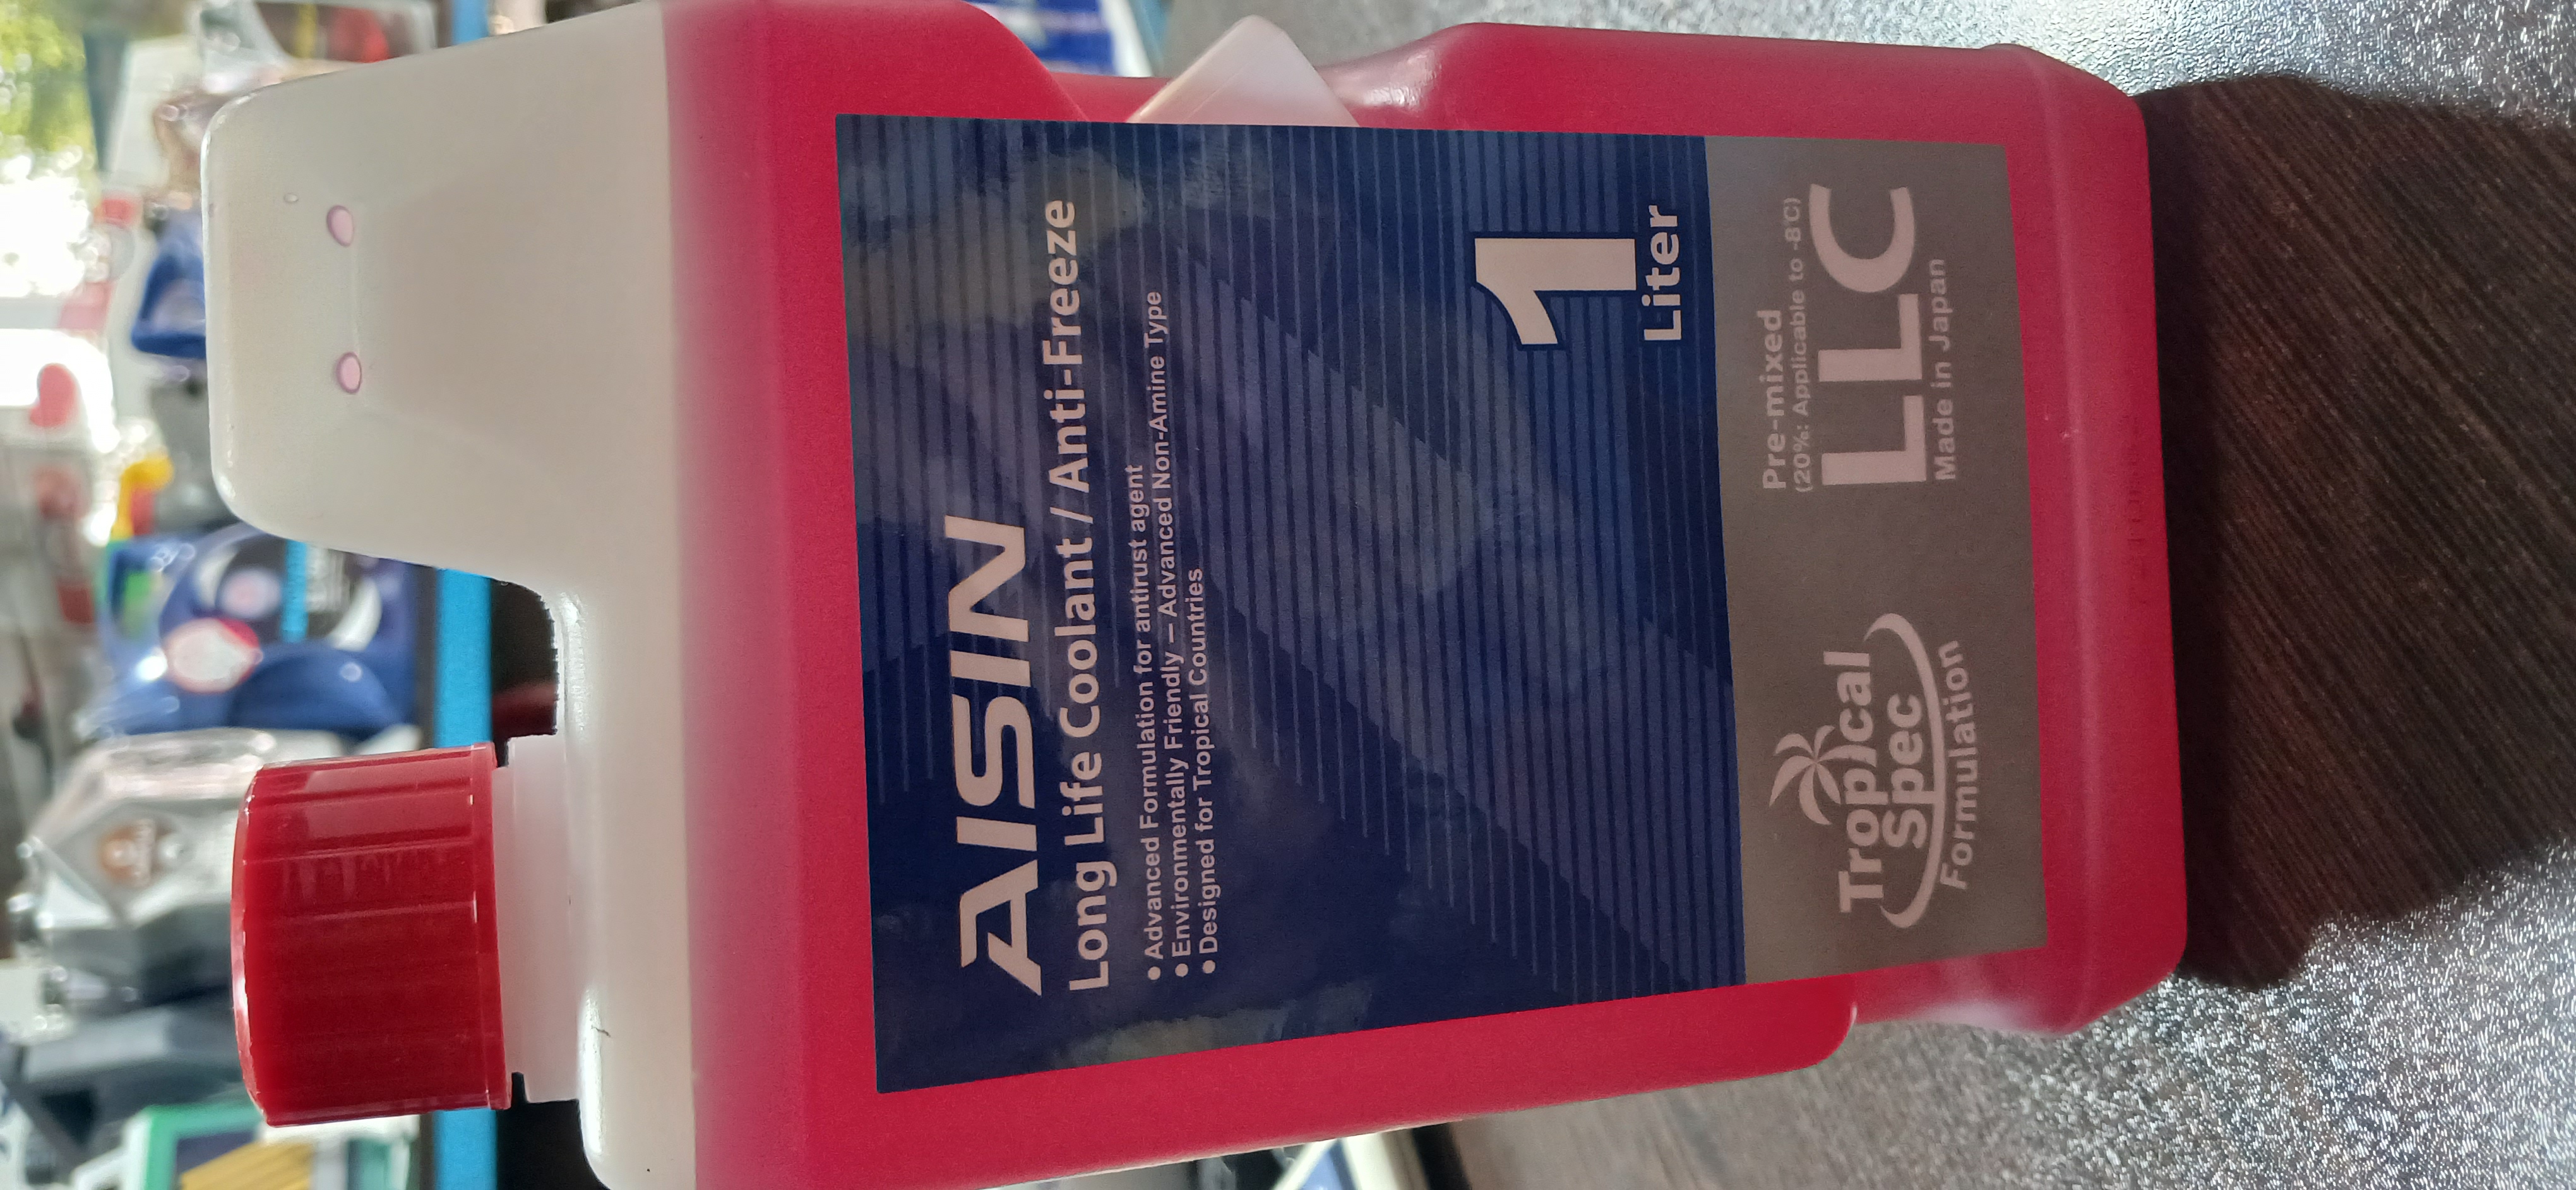 AISIN
Long Life Coolant / Anti-Freeze
• Advanced Formulation for antirust agent
• Environmentally Friendly – Advanced Non-Amine Type
• Designed for Tropical Countries
1
Liter
Tropical
Spec
Formulation
Pre-mixed
(20%: Applicable to -8°C)
LLC
Made in Japan